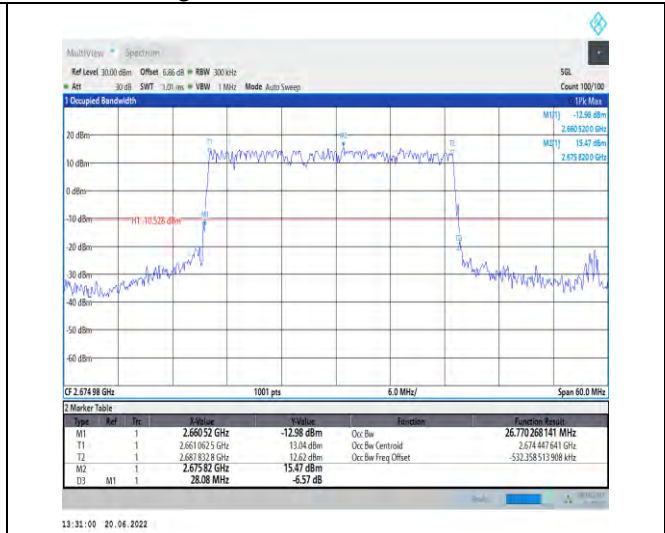 MultiView Spectrum
Ref Level 30.00 dBm Offset 6.86 dB RBW 300 kHz SGL
Att 30 dB SWT 1.01 ms VBW 1 MHz Mode Auto Sweep Count 100/100
1 Occupied Bandwidth 1Pk Max
M1[1] -12.98 dBm
2.660 520 0 GHz
M2[1] 15.47 dBm
2.675 820 0 GHz
20 dBm
T1 M2 T2
10 dBm
0 dBm
-10 dBm
H1 -10.528 dBm
M1
-20 dBm
D3
-30 dBm
-40 dBm
-50 dBm
-60 dBm
CF 2.674 98 GHz 1001 pts 6.0 MHz/ Span 60.0 MHz
2 Marker Table
Type Ref Trc X-Value Y-Value Function Function Result
M1 1 2.660 52 GHz -12.98 dBm Occ Bw 26.770 268 141 MHz
T1 1 2.661 062 5 GHz 13.04 dBm Occ Bw Centroid 2.674 447 641 GHz
T2 1 2.687 832 8 GHz 12.62 dBm Occ Bw Freq Offset -532.358 513 908 kHz
M2 1 2.675 82 GHz 15.47 dBm
D3 M1 1 28.08 MHz -6.57 dB
13:31:00 20.06.2022